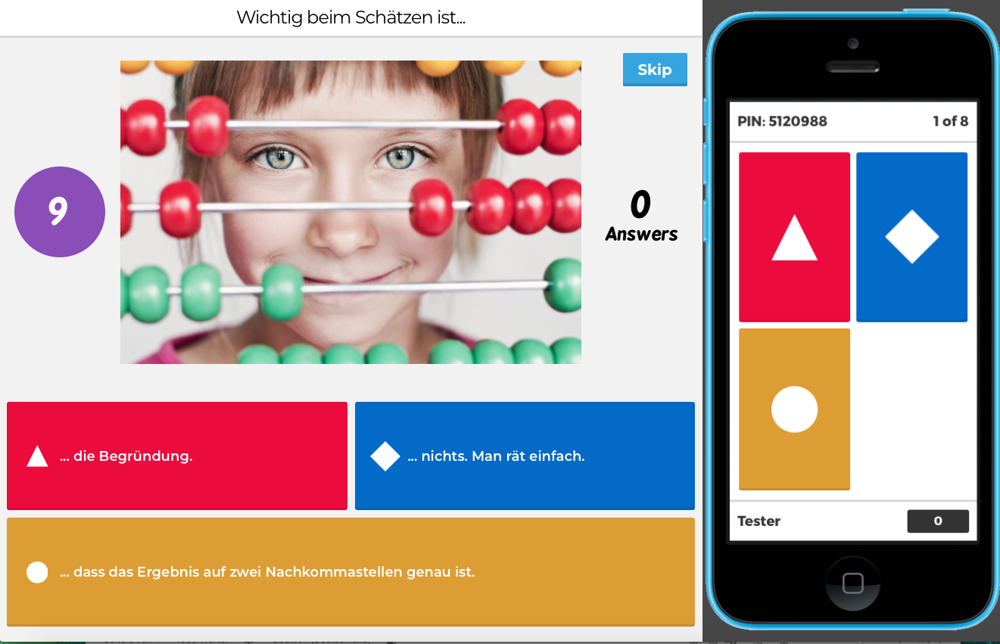 Wichtig beim Schätzen ist...
Skip
9
0
Answers
... die Begründung.
... nichts. Man rät einfach.
... dass das Ergebnis auf zwei Nachkommastellen genau ist.
PIN: 5120988
1 of 8
Tester
0